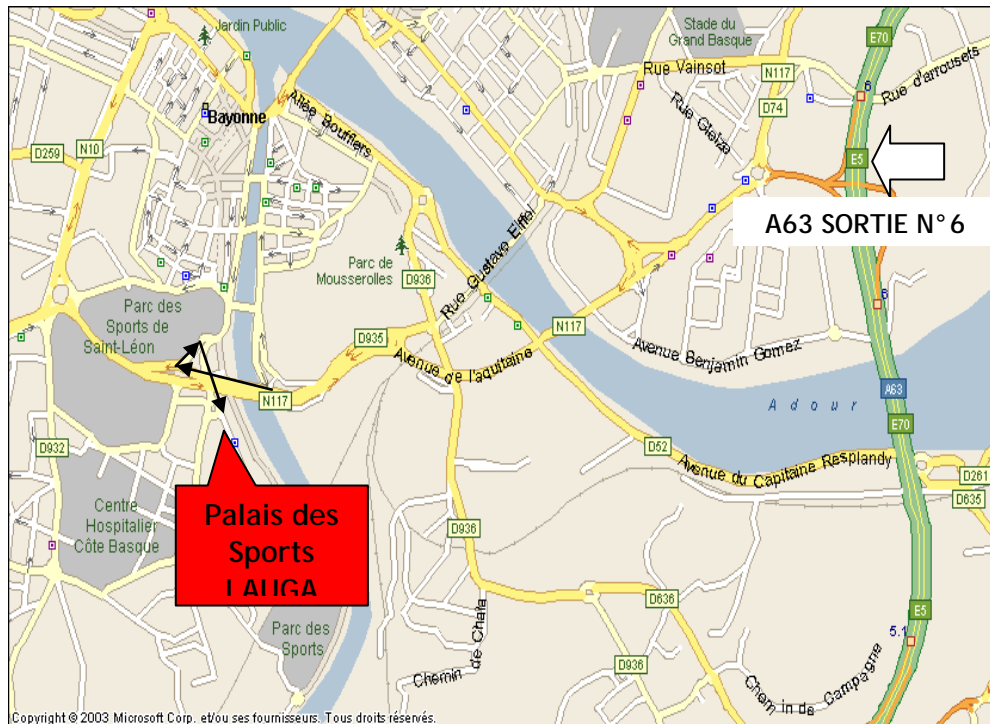 Jardin Public
Stade du
Grand Basque
E70
Rue Vainsot
N117
Rue d'arrousets
6
D74
Rue Gleize
Allée Boufflers
Bayonne
N10
D259
E5
A63 SORTIE N° 6
Rue Gustave Eiffel
Parc de
Mousserolles
D936
6
Parc des
Sports de
Saint-Léon
D935
N117
Avenue de l'aquitaine
Avenue Benjamin Gomez
A63
Adour
N117
E70
D932
D52
Avenue du Capitaine Resplandy
D261
D635
Centre
Hospitalier
Côte Basque
Palais des
Sports
LAUGA
D936
D636
E5
5.1
Parc des
Sports
Chemin de Chala
D936
Chemin de Campagne
Copyright © 2003 Microsoft Corp. et/ou ses fournisseurs. Tous droits réservés.